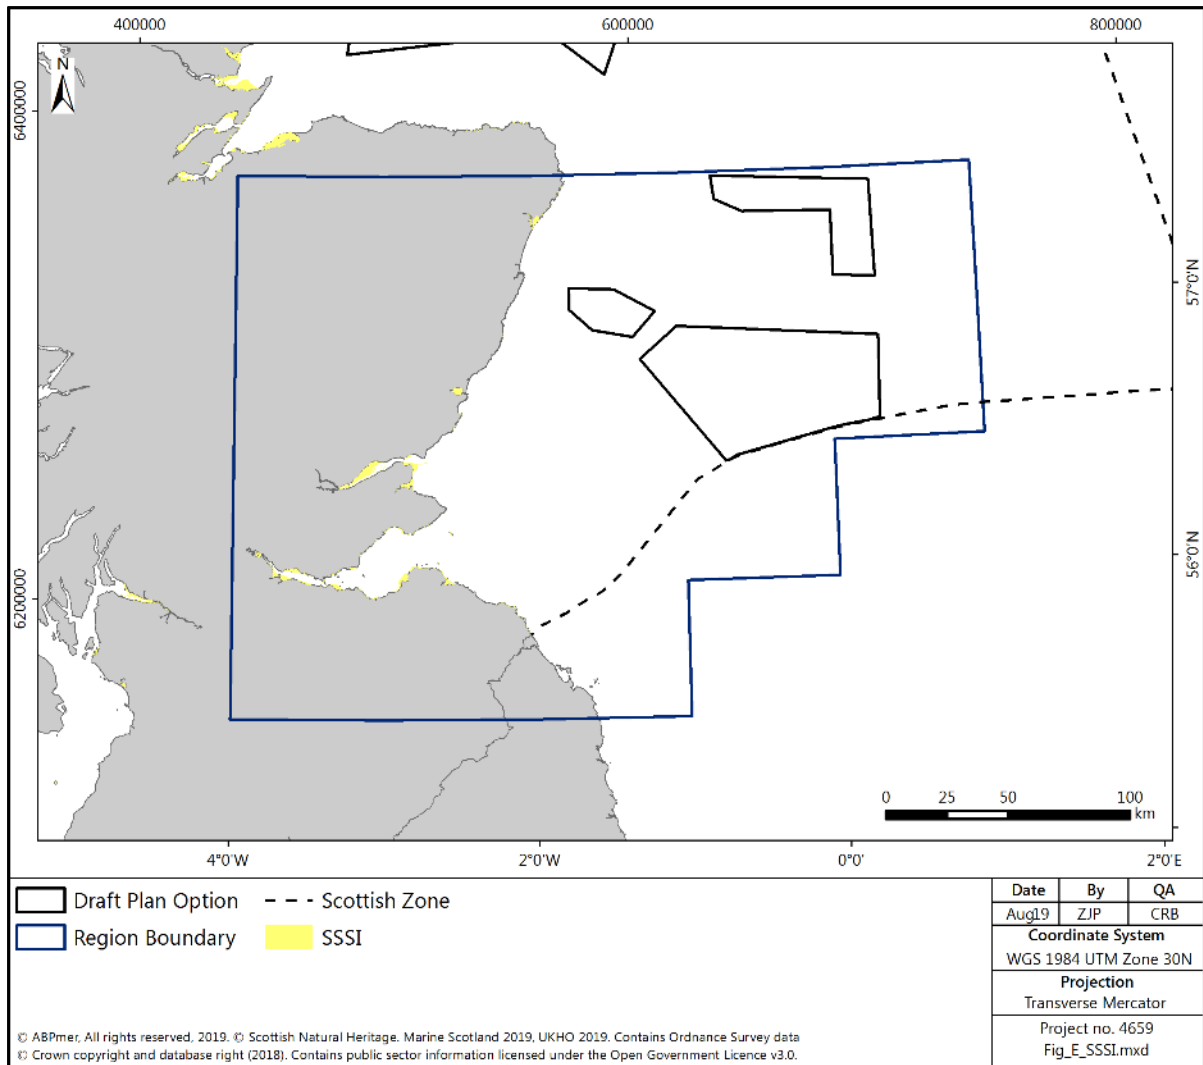 400000 600000 800000
N
6400000
57°0'N
56°0'N
6200000
0 25 50 100
km
4°0'W 2°0'W 0°0' 2°0'E
Draft Plan Option Scottish Zone
Region Boundary SSSI
Date By QA
Aug19 ZJP CRB
Coordinate System
WGS 1984 UTM Zone 30N
Projection
Transverse Mercator
Project no. 4659
Fig_E_SSSI.mxd
© ABPmer, All rights reserved, 2019. © Scottish Natural Heritage. Marine Scotland 2019, UKHO 2019. Contains Ordnance Survey data
© Crown copyright and database right (2018). Contains public sector information licensed under the Open Government Licence v3.0.